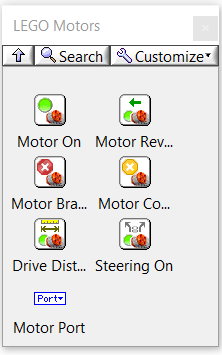 LEGO Motors
Search Customize
Motor On Motor Rev...
Motor Bra... Motor Co...
Drive Dist... Steering On
Port
Motor Port